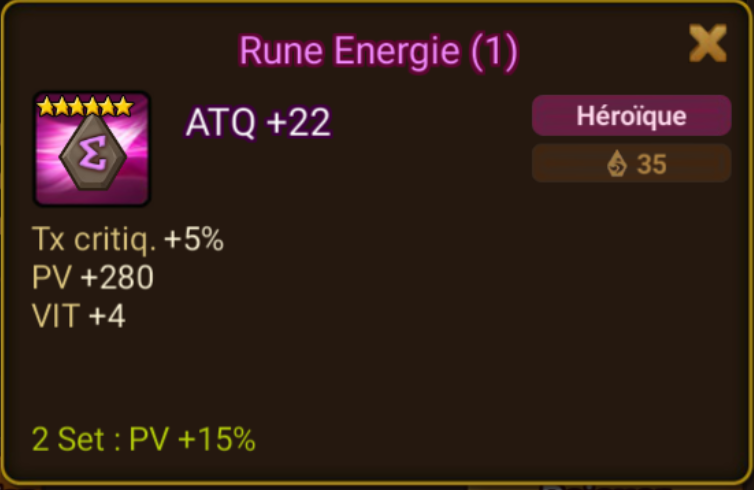 Rune Energie (1)
ATQ +22
Héroïque
35
Tx critiq. +5%
PV +280
VIT +4
2 Set : PV +15%